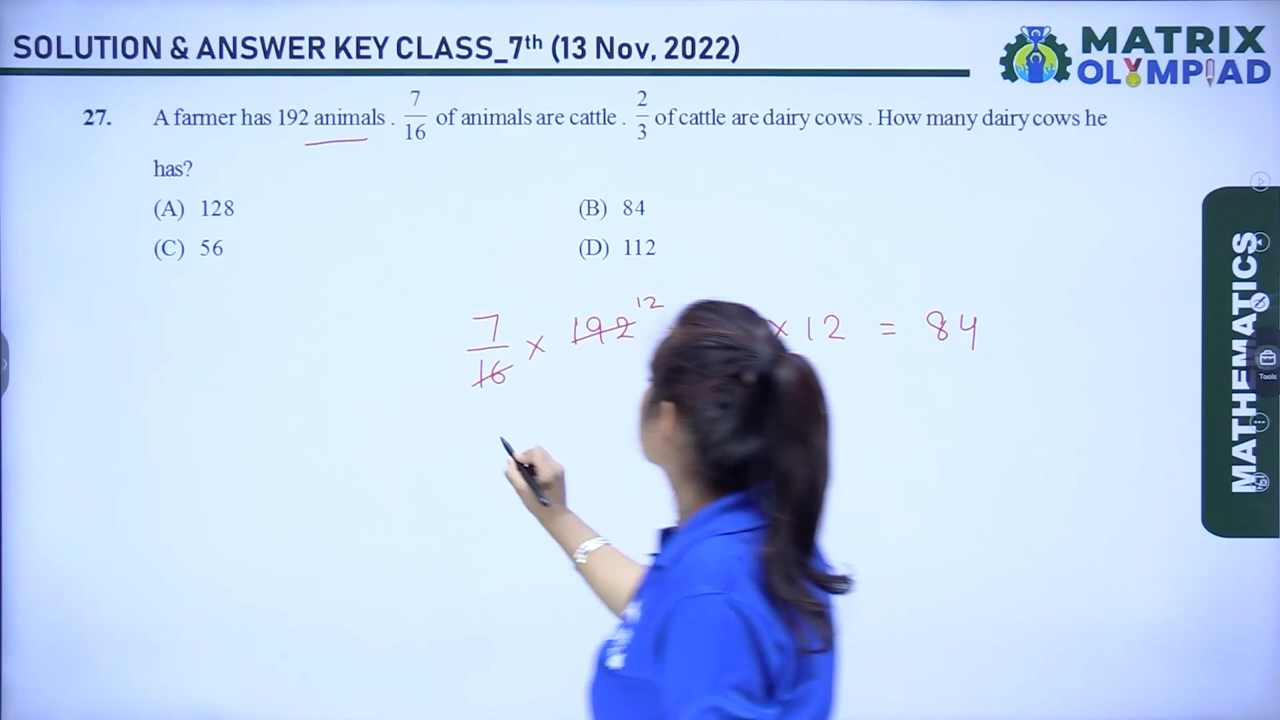 SOLUTION & ANSWER KEY CLASS_7th (13 Nov, 2022)
MATRIX
OLYMPIAD
27. A farmer has 192 animals . 7/16 of animals are cattle . 2/3 of cattle are dairy cows . How many dairy cows he
has?
(A) 128 (B) 84
(C) 56 (D) 112
7/16 × 192 12 × 12 = 84
MATHEMATICS
Tools